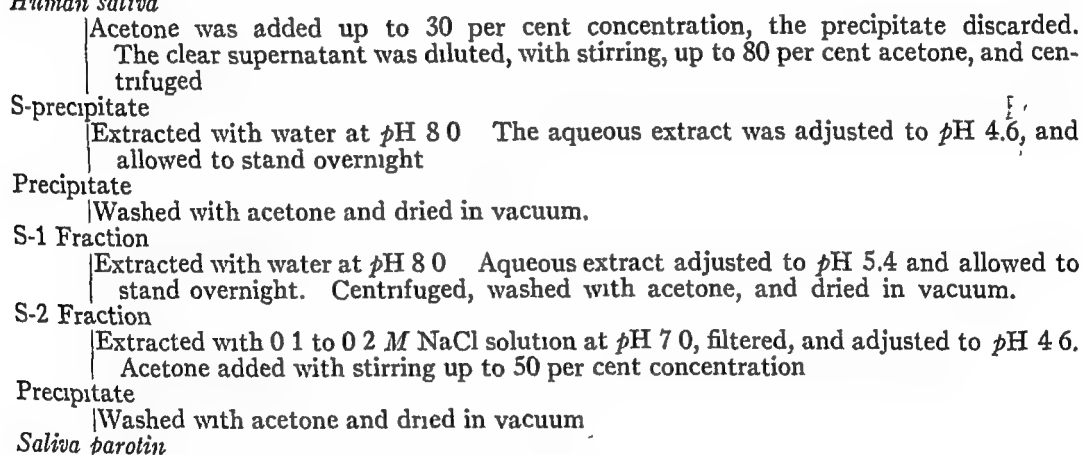 Human saliva
Acetone was added up to 30 per cent concentration, the precipitate discarded.
The clear supernatant was diluted, with stirring, up to 80 per cent acetone, and cen-
trifuged
S-precipitate
Extracted with water at pH 8 0 The aqueous extract was adjusted to pH 4.6, and
allowed to stand overnight
Precipitate
Washed with acetone and dried in vacuum.
S-1 Fraction
Extracted with water at pH 8 0 Aqueous extract adjusted to pH 5.4 and allowed to
stand overnight. Centrifuged, washed with acetone, and dried in vacuum.
S-2 Fraction
Extracted with 0 1 to 0 2 M NaCl solution at pH 7 0, filtered, and adjusted to pH 4 6.
Acetone added with stirring up to 50 per cent concentration
Precipitate
Washed with acetone and dried in vacuum
Saliva parotin